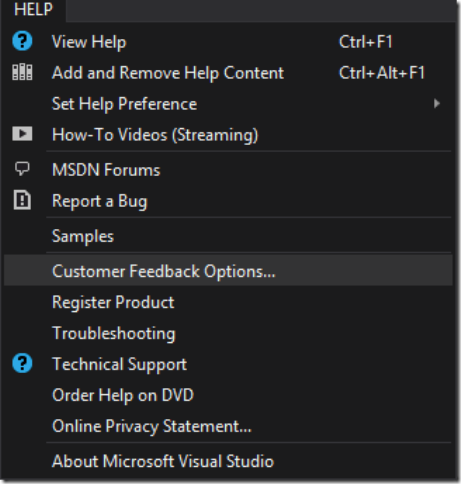 HELP
View Help Ctrl+F1
Add and Remove Help Content Ctrl+Alt+F1
Set Help Preference
How-To Videos (Streaming)
MSDN Forums
Report a Bug
Samples
Customer Feedback Options...
Register Product
Troubleshooting
Technical Support
Order Help on DVD
Online Privacy Statement...
About Microsoft Visual Studio